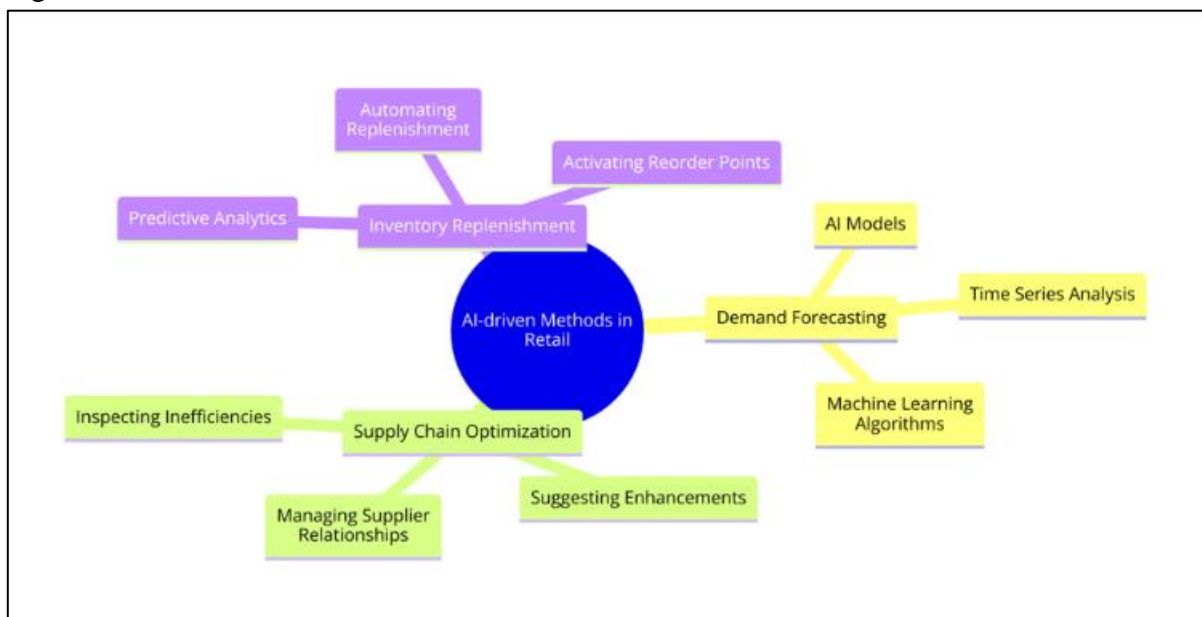 Automating
Replenishment
Activating Reorder Points
Predictive Analytics
Inventory Replenishment
AI Models
Time Series Analysis
Demand Forecasting
AI-driven Methods in
Retail
Machine Learning
Algorithms
Inspecting Inefficiencies
Supply Chain Optimization
Suggesting Enhancements
Managing Supplier
Relationships